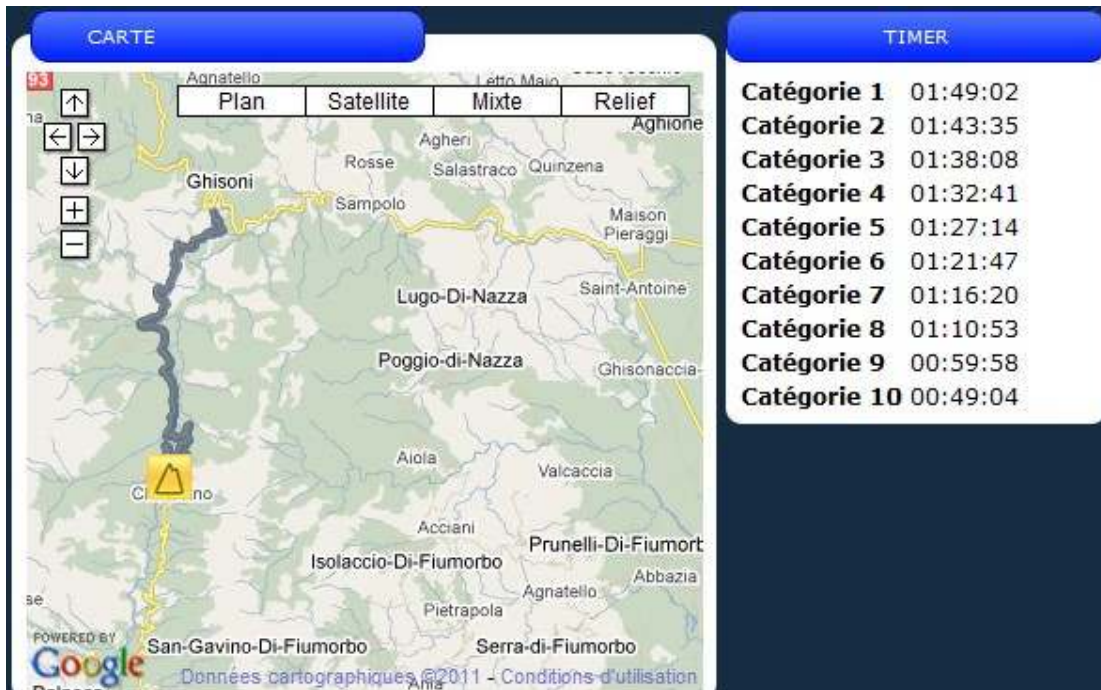 CARTE
TIMER
93
Agnatello
Letto Maio
Plan Satellite Mixte Relief
Aghione
Agheri
Rosse
Salastraco
Quinzena
Ghisoni
Sampolo
Maison
Pieraggi
Lugo-Di-Nazza
Saint-Antoine
Poggio-di-Nazza
Ghisonaccia-
Aiola
Valcaccia
Acciani
Prunelli-Di-Fiumort
Isolaccio-Di-Fiumorbo
Abbazia
Agnatello
Pietrapola
San-Gavino-Di-Fiumorbo
Serra-di-Fiumorbo
POWERED BY
Google
Données cartographiques ©2011 - Conditions d'utilisation
Ania
Catégorie 1 01:49:02
Catégorie 2 01:43:35
Catégorie 3 01:38:08
Catégorie 4 01:32:41
Catégorie 5 01:27:14
Catégorie 6 01:21:47
Catégorie 7 01:16:20
Catégorie 8 01:10:53
Catégorie 9 00:59:58
Catégorie 10 00:49:04